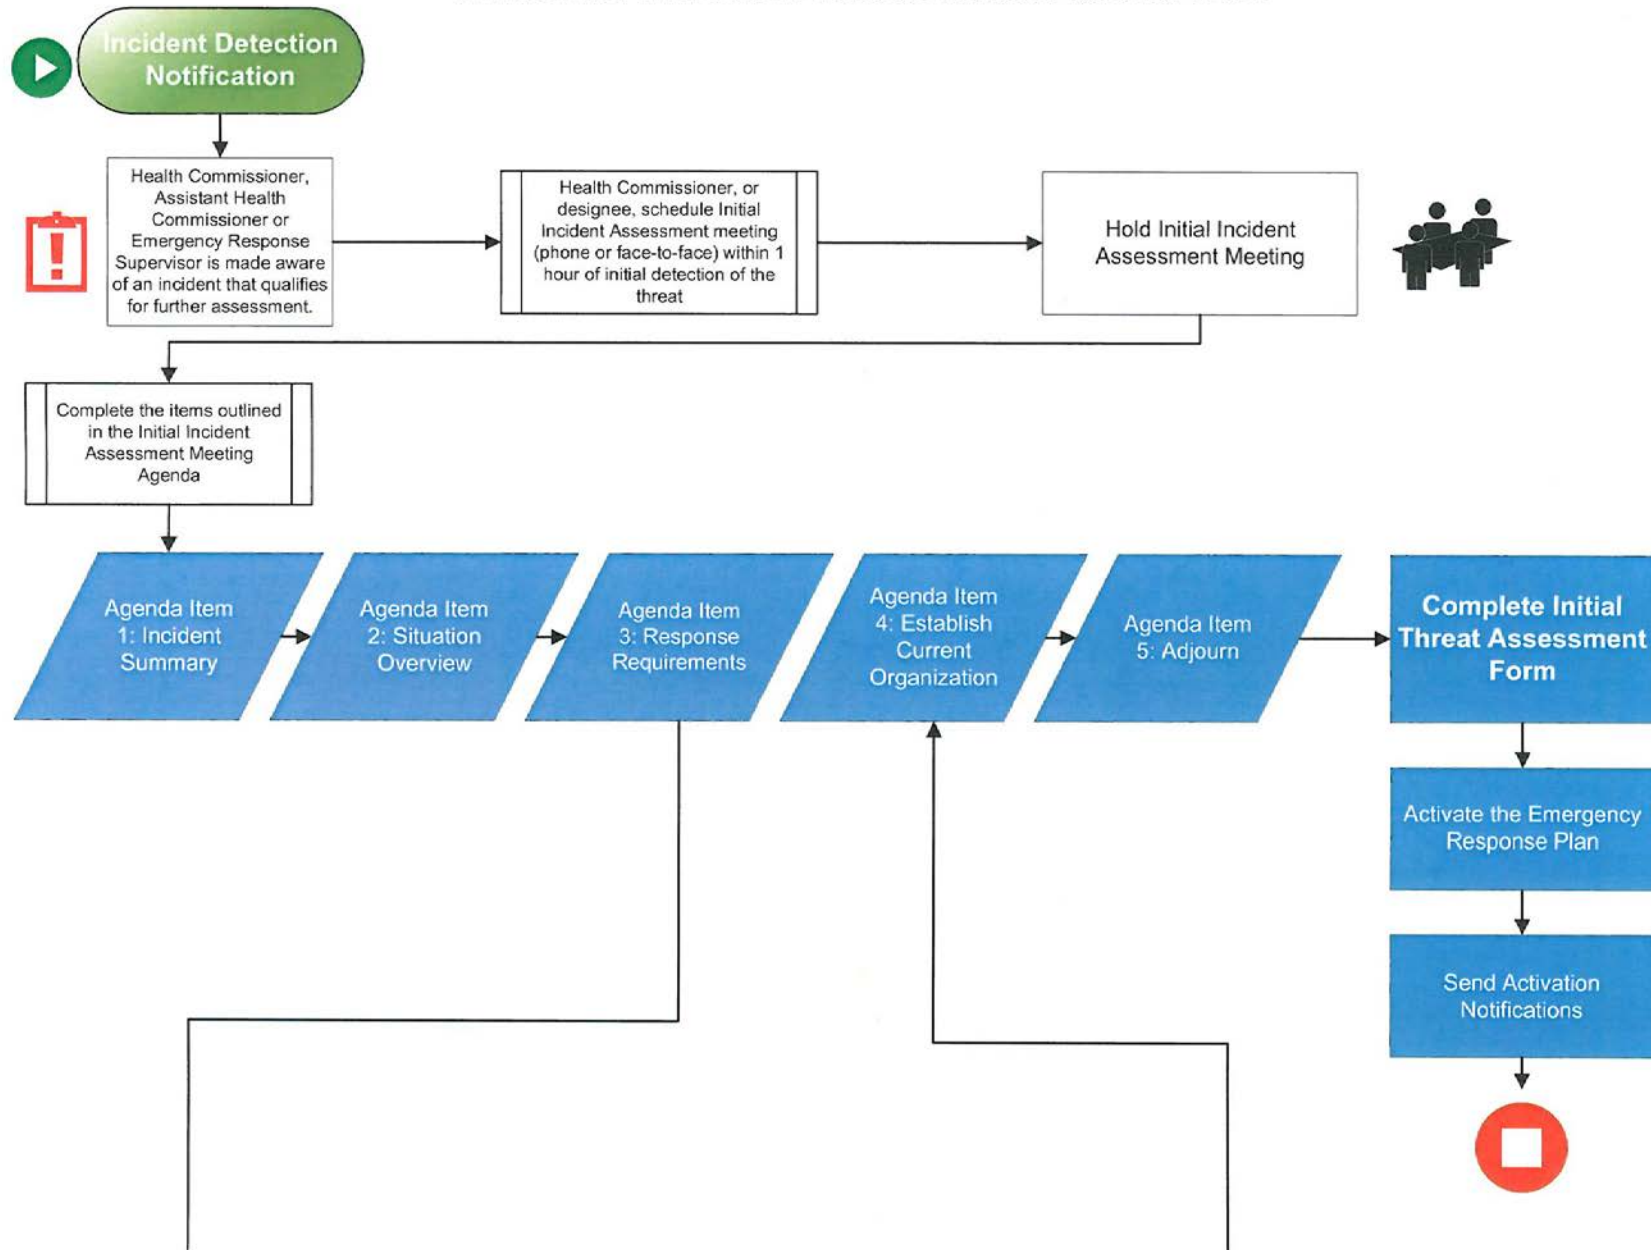 Incident Detection
Notification
Health Commissioner,
Assistant Health
Commissioner or
Emergency Response
Supervisor is made aware
of an incident that qualifies
for further assessment.
Health Commissioner, or
designee, schedule Initial
Incident Assessment meeting
(phone or face-to-face) within 1
hour of initial detection of the
threat
Hold Initial Incident
Assessment Meeting
Complete the items outlined
in the Initial Incident
Assessment Meeting
Agenda
Agenda Item
1: Incident
Summary
Agenda Item
2: Situation
Overview
Agenda Item
3: Response
Requirements
Agenda Item
4: Establish
Current
Organization
Agenda Item
5: Adjourn
Complete Initial
Threat Assessment
Form
Activate the Emergency
Response Plan
Send Activation
Notifications